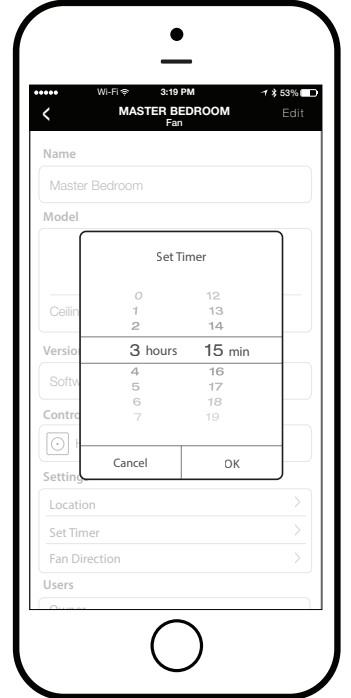 Wi-Fi 3:19 PM 53%
MASTER BEDROOM Edit
Fan
Name
Master Bedroom
Model
Set Timer
0 12
1 13
Ceilin
2 14
Versio
3 hours 15 min
4 16
Softw
5 17
6 18
Contro
7 19
Cancel OK
Setting
Location
Set Timer
Fan Direction
Users